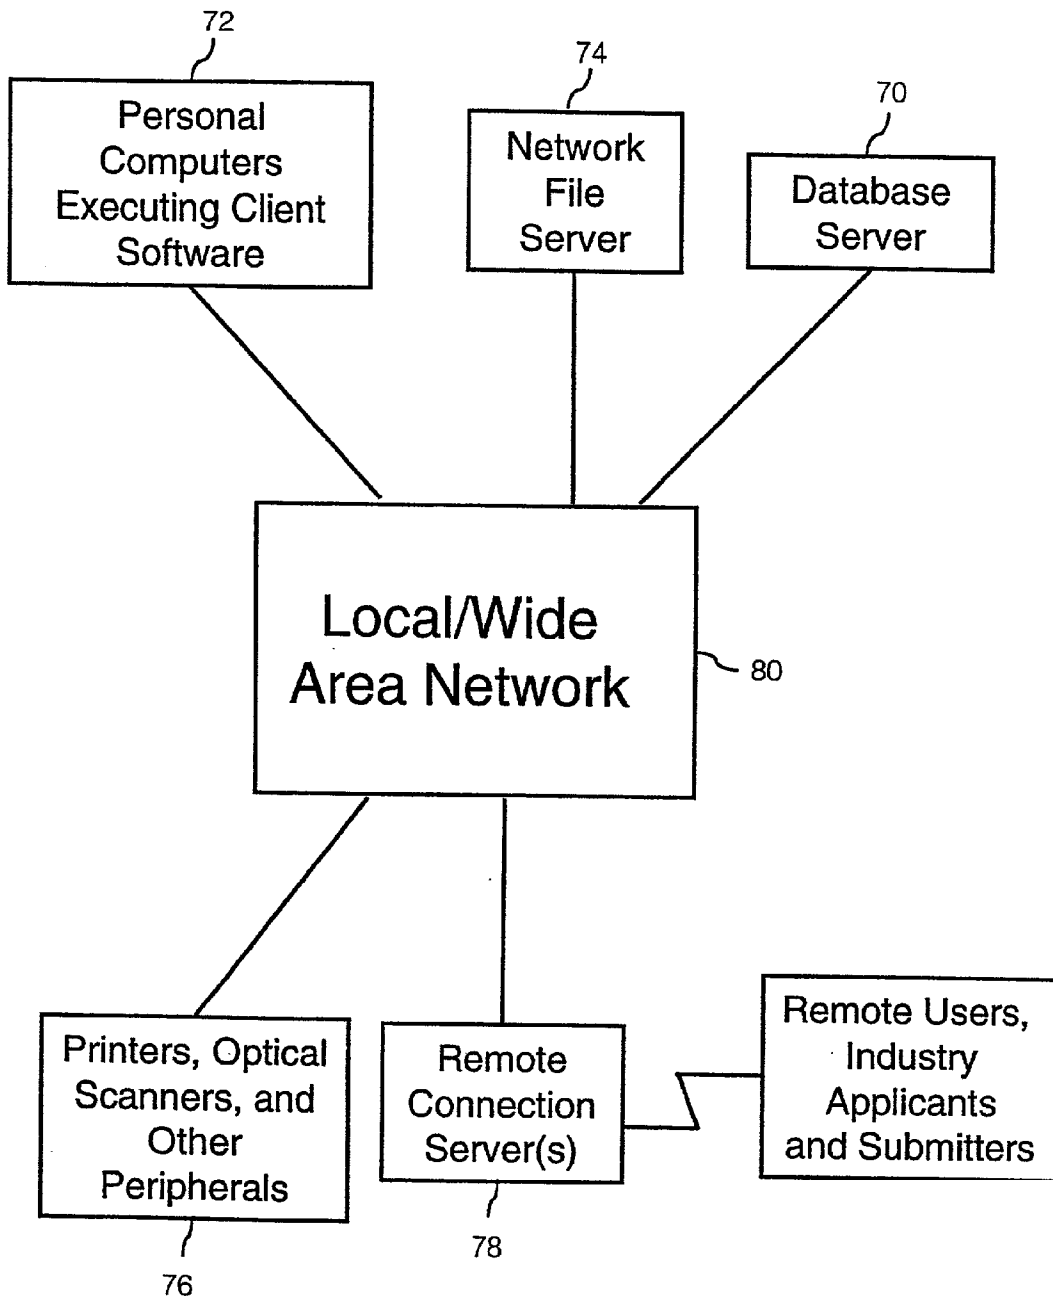 72
Personal
Computers
Executing Client
Software
74
Network
File
Server
70
Database
Server
Local/Wide
Area Network
80
Printers, Optical
Scanners, and
Other
Peripherals
76
Remote
Connection
Server(s)
78
Remote Users,
Industry
Applicants
and Submitters